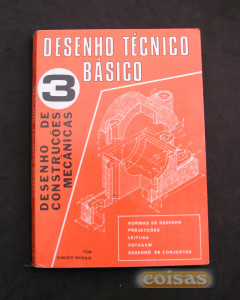 DESENHO TÉCNICO
BÁSICO
3
DESENHO DE
CONSTRUÇÕES
MECÂNICAS
NORMAS DE DESENHO
PROJECÇÕES
LEITURA
COTAGEM
DESENHO DE CONJUNTOS
POR
SIMÕES MORAIS
coisas